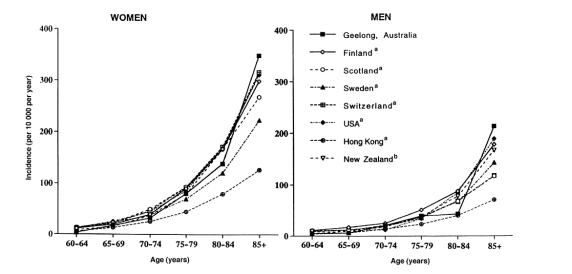 WOMEN
400
300
200
100
0
Incidence (per 10 000 per year)
60–64 65–69 70–74 75–79 80–84 85+
Age (years)
MEN
400
300
200
100
0
Geelong, Australia
Finland a
Scotland a
Sweden a
Switzerland a
USA a
Hong Kong a
New Zealand b
60–64 65–69 70–74 75–79 80–84 85+
Age (years)